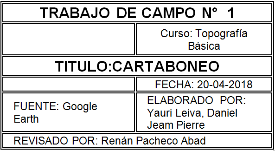 TRABAJO DE CAMPO N° 1
Curso: Topografía
Básica
TITULO:CARTABONEO
FECHA: 20-04-2018
FUENTE: Google
Earth
ELABORADO POR:
Yauri Leiva, Daniel
Jeam Pierre
REVISADO POR: Renán Pacheco Abad